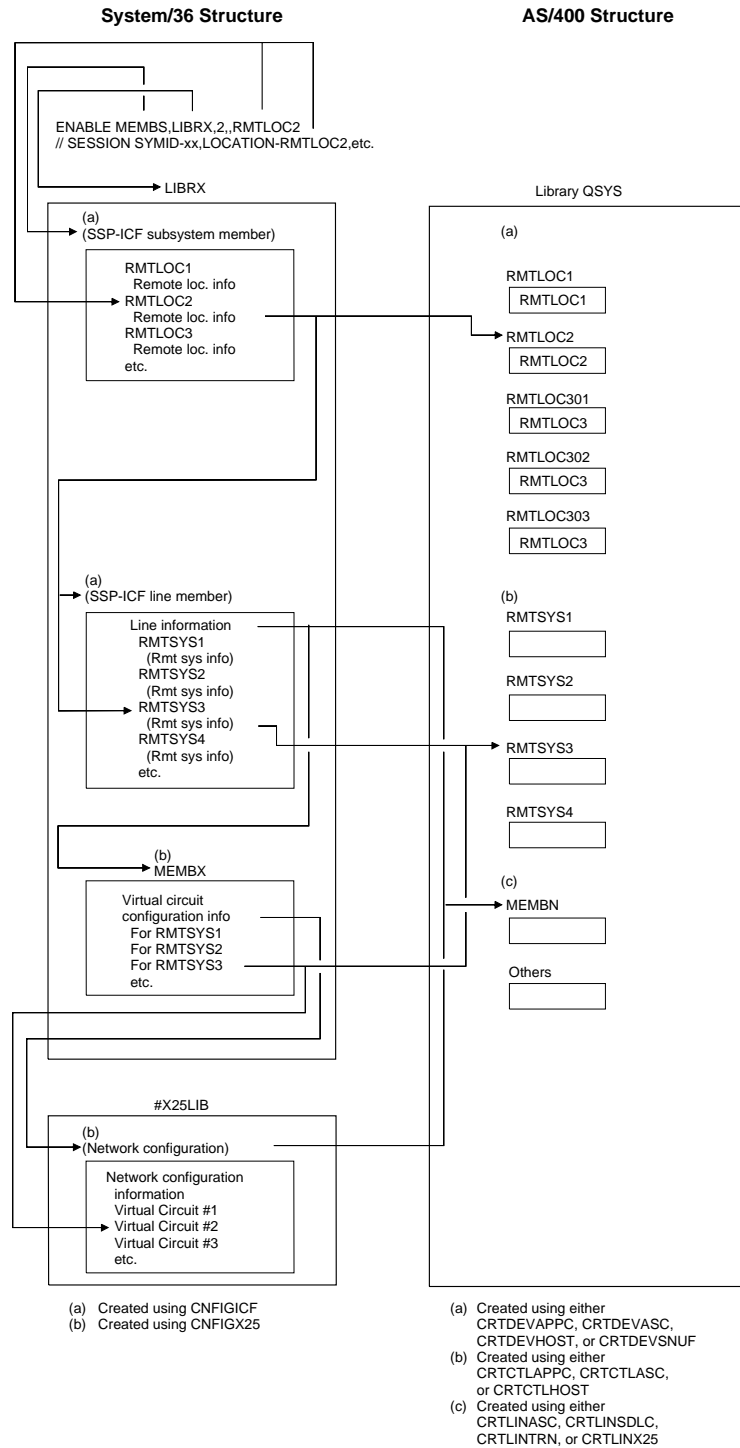 System/36 Structure
AS/400 Structure
ENABLE MEMBS,LIBRX,2,,RMTLOC2
// SESSION SYMID-xx,LOCATION-RMTLOC2,etc.
LIBRX
(a)
(SSP-ICF subsystem member)
RMTLOC1
Remote loc. info
RMTLOC2
Remote loc. info
RMTLOC3
Remote loc. info
etc.
(a)
(SSP-ICF line member)
Line information
RMTSYS1
(Rmt sys info)
RMTSYS2
(Rmt sys info)
RMTSYS3
(Rmt sys info)
RMTSYS4
(Rmt sys info)
etc.
(b)
MEMBX
Virtual circuit
configuration info
For RMTSYS1
For RMTSYS2
For RMTSYS3
etc.
#X25LIB
(b)
(Network configuration)
Network configuration
information
Virtual Circuit #1
Virtual Circuit #2
Virtual Circuit #3
etc.
(a) Created using CNFIGICF
(b) Created using CNFIGX25
Library QSYS
(a)
RMTLOC1
RMTLOC1
RMTLOC2
RMTLOC2
RMTLOC301
RMTLOC3
RMTLOC302
RMTLOC3
RMTLOC303
RMTLOC3
(b)
RMTSYS1
RMTSYS2
RMTSYS3
RMTSYS4
(c)
MEMBN
Others
(a) Created using either
CRTDEVAPPC, CRTDEVASC,
CRTDEVHOST, or CRTDEVSNUF
(b) Created using either
CRTCTLAPPC, CRTCTLASC,
or CRTCTLHOST
(c) Created using either
CRTLINASC, CRTLINSDLC,
CRTLINTRN, or CRTLINX25